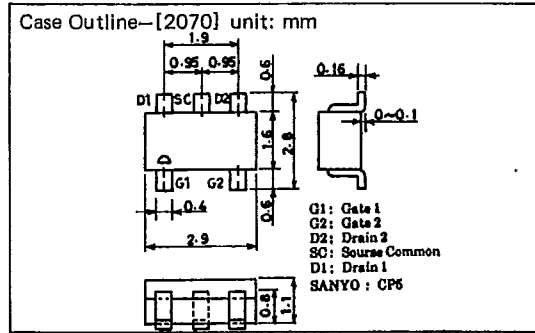 Case Outline—[2070] unit: mm
1.9
0.95 0.95
D1 SC D2
0.6
1.6
2.8
0.6
G1 G2
0.4
2.9
0.16
0~0.1
G1: Gate 1
G2: Gate 2
D2: Drain 2
SC: Sourse Common
D1: Drain 1
SANYO : CP5
0.8
1.1